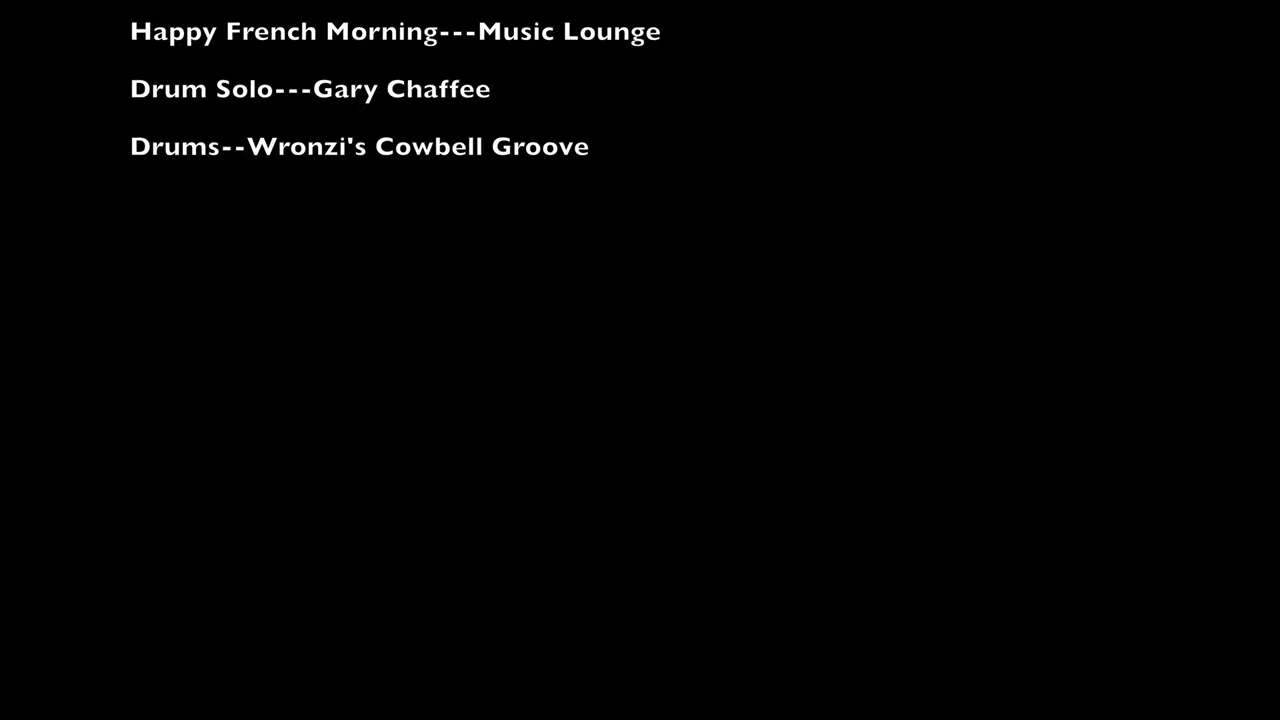 Happy French Morning---Music Lounge
Drum Solo---Gary Chaffee
Drums--Wronzi's Cowbell Groove